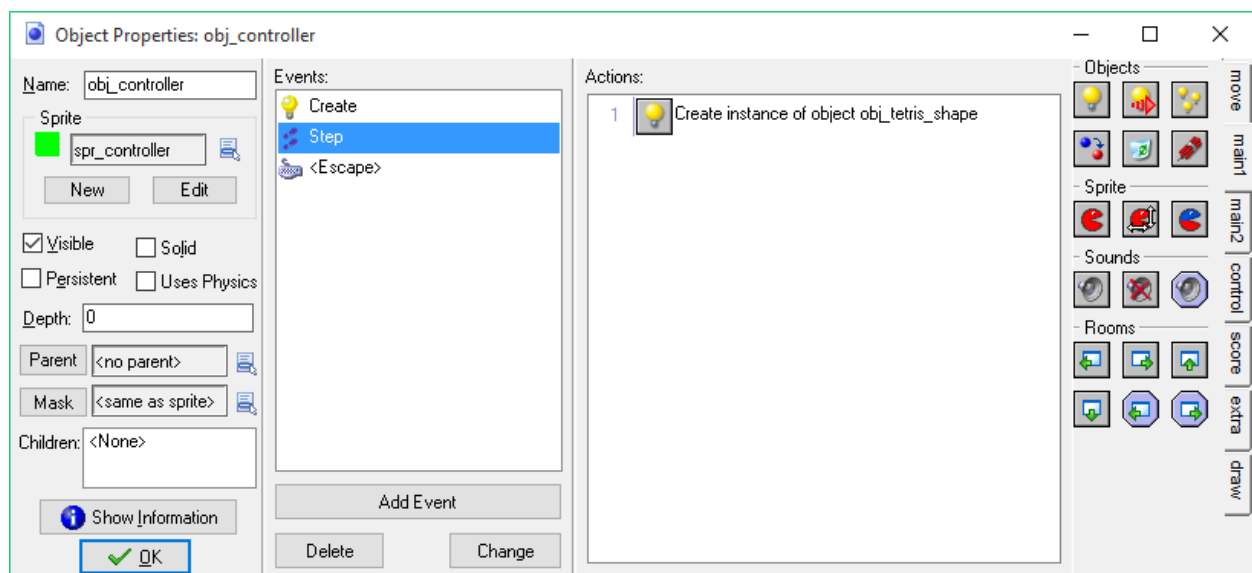 Object Properties: obj_controller
Name: obj_controller
Sprite
spr_controller
New Edit
Visible Solid
Persistent Uses Physics
Depth: 0
Parent <no parent>
Mask <same as sprite>
Children: <None>
Show Information
OK
Events:
Create
Step
<Escape>
Add Event
Delete Change
Actions:
1 Create instance of object obj_tetris_shape
Objects
Sprite
Sounds
Rooms
move
main1
main2
control
score
extra
draw